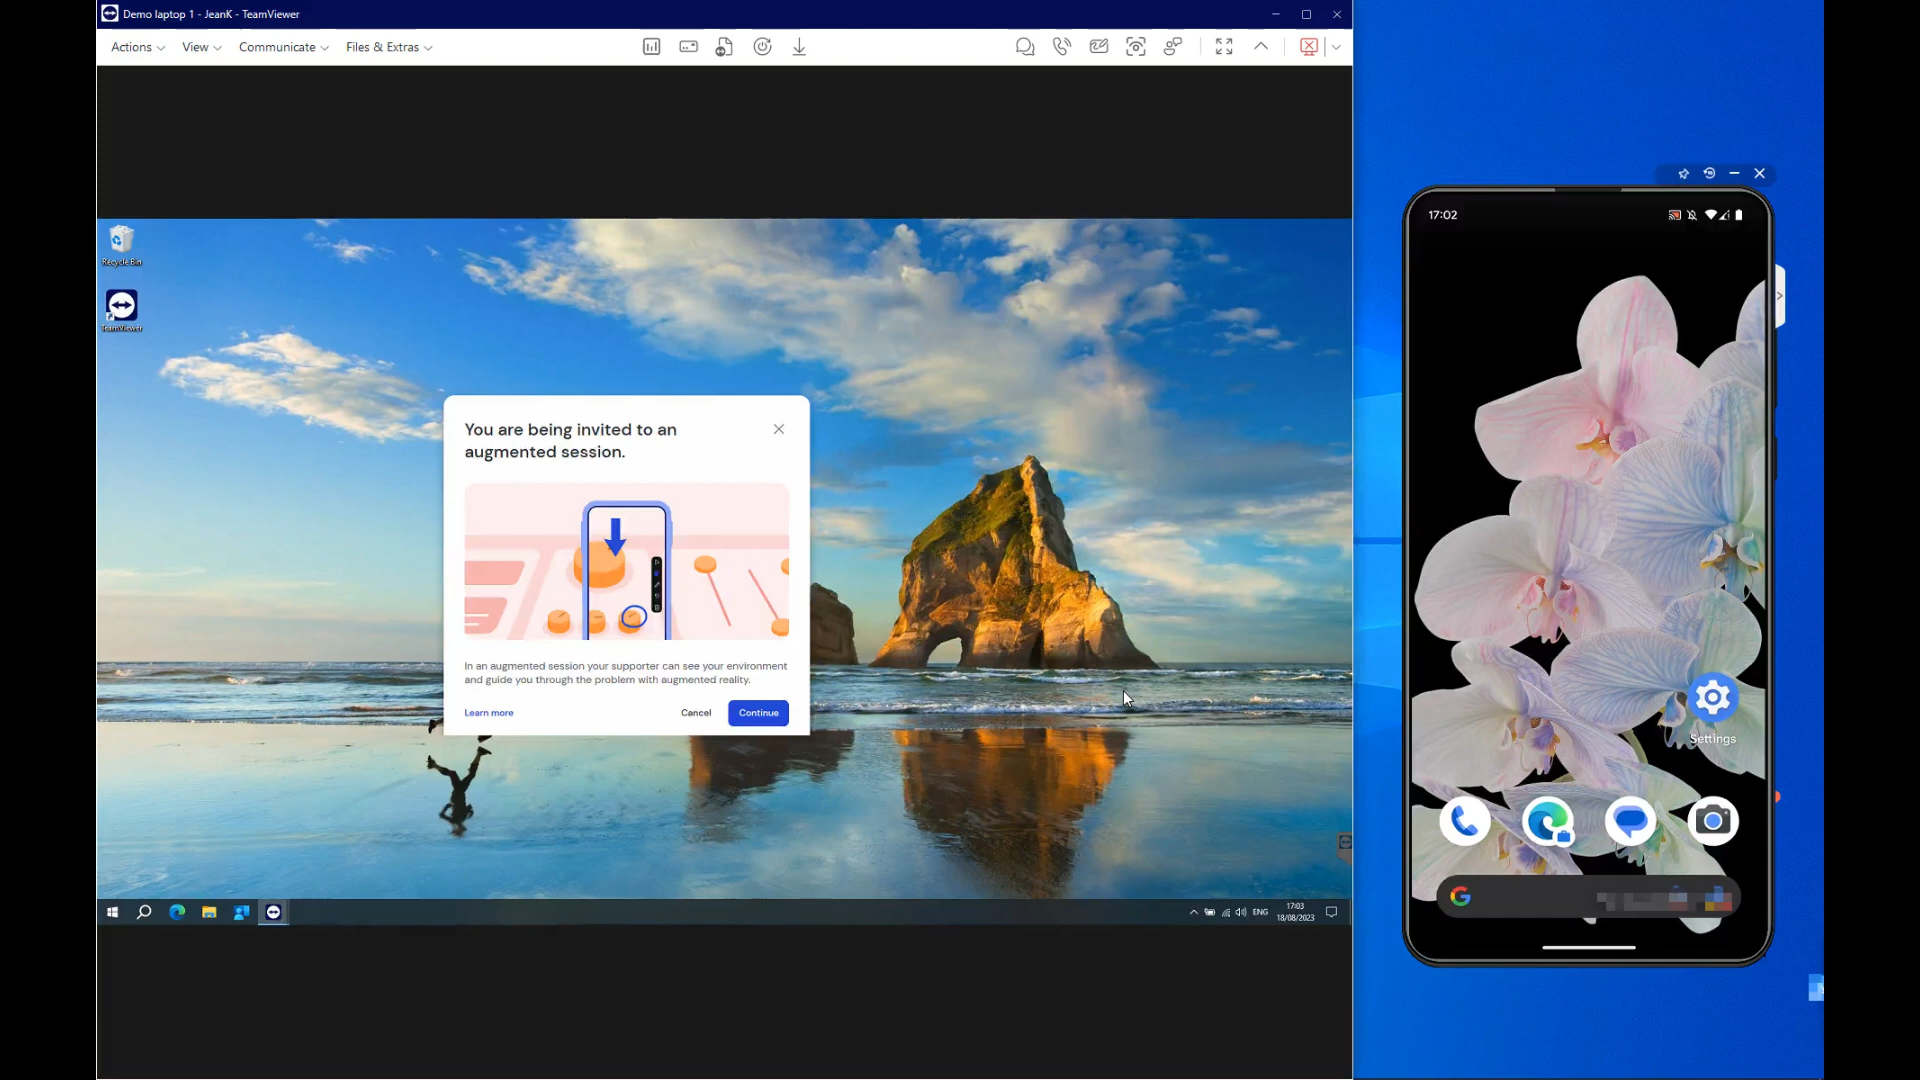 Demo laptop 1 - JeanK - TeamViewer
Actions View Communicate Files & Extras
17:02
Recycle Bin
TeamViewer
You are being invited to an
augmented session.
In an augmented session your supporter can see your environment
and guide you through the problem with augmented reality.
Learn more Cancel Continue
Settings
ENG
17:03
18/08/2023